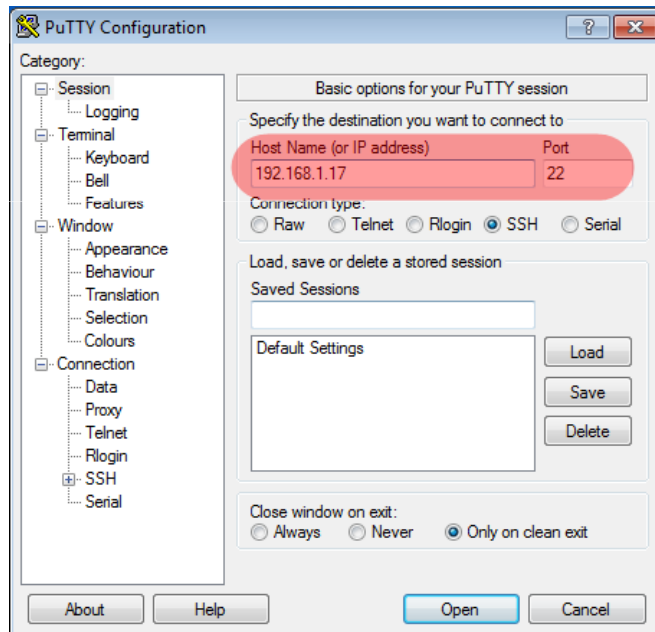 PuTTY Configuration
Category:
Session
Logging
Terminal
Keyboard
Bell
Features
Window
Appearance
Behaviour
Translation
Selection
Colours
Connection
Data
Proxy
Telnet
Rlogin
SSH
Serial
Basic options for your PuTTY session
Specify the destination you want to connect to
Host Name (or IP address) Port
192.168.1.17 22
Connection type:
Raw Telnet Rlogin SSH Serial
Load, save or delete a stored session
Saved Sessions
Default Settings
Load
Save
Delete
Close window on exit:
Always Never Only on clean exit
About Help Open Cancel